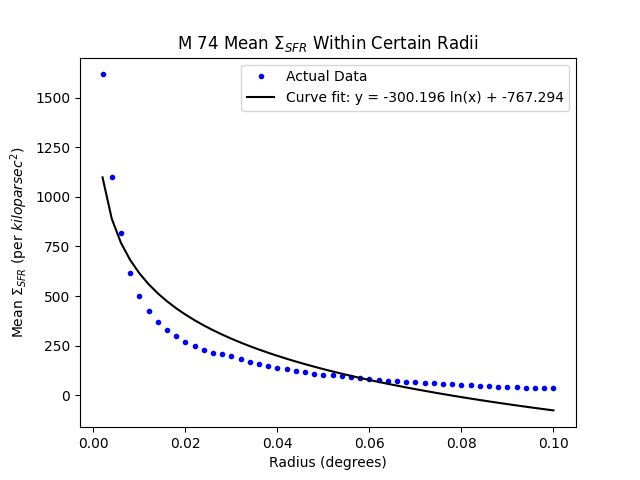 M 74 Mean Σ_SFR Within Certain Radii
Actual Data
Curve fit: y = -300.196 ln(x) + -767.294
Mean Σ_SFR (per kiloparsec²)
1500
1250
1000
750
500
250
0
0.00 0.02 0.04 0.06 0.08 0.10
Radius (degrees)